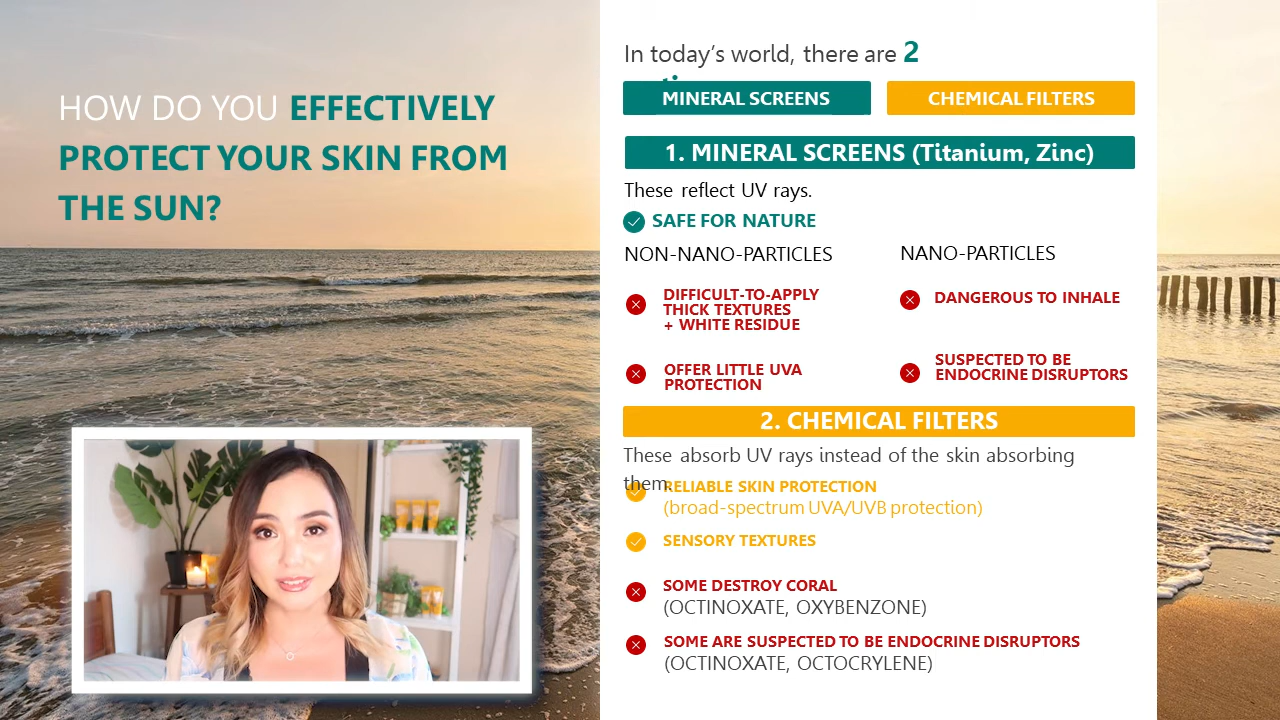 HOW DO YOU EFFECTIVELY
PROTECT YOUR SKIN FROM
THE SUN?
In today’s world, there are 2
MINERAL SCREENS
CHEMICAL FILTERS
1. MINERAL SCREENS (Titanium, Zinc)
These reflect UV rays.
SAFE FOR NATURE
NON-NANO-PARTICLES
DIFFICULT-TO-APPLY
THICK TEXTURES
+ WHITE RESIDUE
OFFER LITTLE UVA
PROTECTION
NANO-PARTICLES
DANGEROUS TO INHALE
SUSPECTED TO BE
ENDOCRINE DISRUPTORS
2. CHEMICAL FILTERS
These absorb UV rays instead of the skin absorbing
them.
RELIABLE SKIN PROTECTION
(broad-spectrum UVA/UVB protection)
SENSORY TEXTURES
SOME DESTROY CORAL
(OCTINOXATE, OXYBENZONE)
SOME ARE SUSPECTED TO BE ENDOCRINE DISRUPTORS
(OCTINOXATE, OCTOCRYLENE)